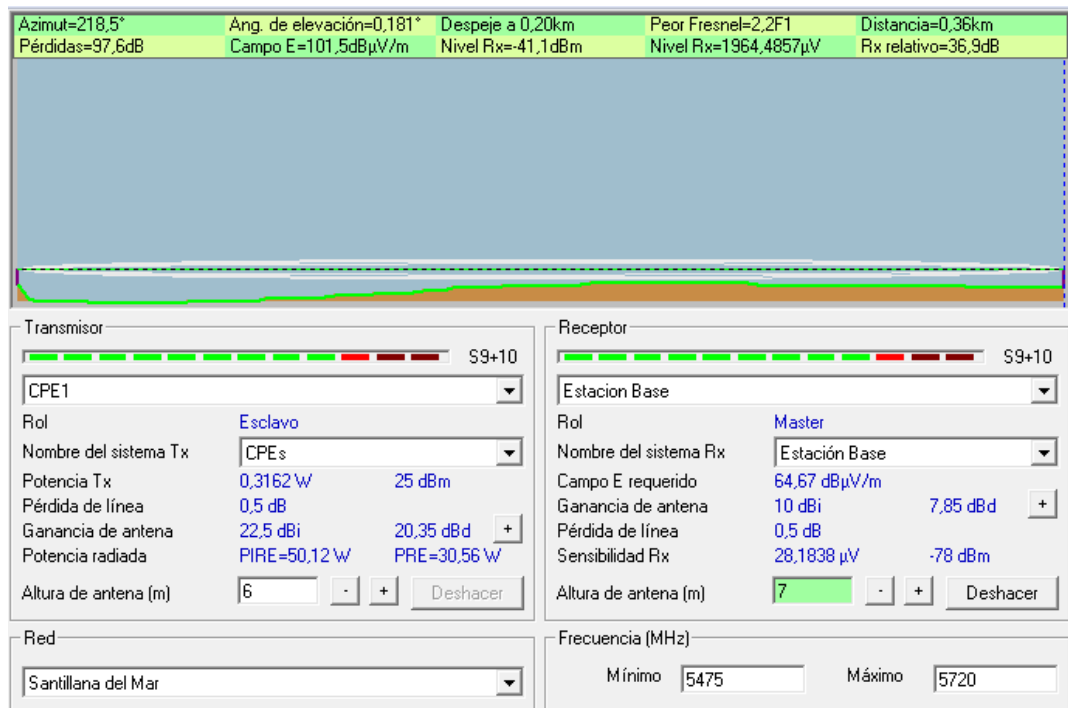 Azimut=218,5° Ang. de elevación=0,181° Despeje a 0,20km Peor Fresnel=2,2F1 Distancia=0,36km
Pérdidas=97,6dB Campo E=101,5dBμV/m Nivel Rx=-41,1dBm Nivel Rx=1964,4857μV Rx relativo=36,9dB
Transmisor
S9+10
CPE1
Rol Esclavo
Nombre del sistema Tx CPEs
Potencia Tx 0,3162 W 25 dBm
Pérdida de línea 0,5 dB
Ganancia de antena 22,5 dBi 20,35 dBd +
Potencia radiada PIRE=50,12 W PRE=30,56 W
Altura de antena (m) 6 - + Deshacer
Receptor
S9+10
Estacion Base
Rol Master
Nombre del sistema Rx Estación Base
Campo E requerido 64,67 dBμV/m
Ganancia de antena 10 dBi 7,85 dBd +
Pérdida de línea 0,5 dB
Sensibilidad Rx 28,1838 μV -78 dBm
Altura de antena (m) 7 - + Deshacer
Red
Santillana del Mar
Frecuencia (MHz)
Mínimo 5475 Máximo 5720